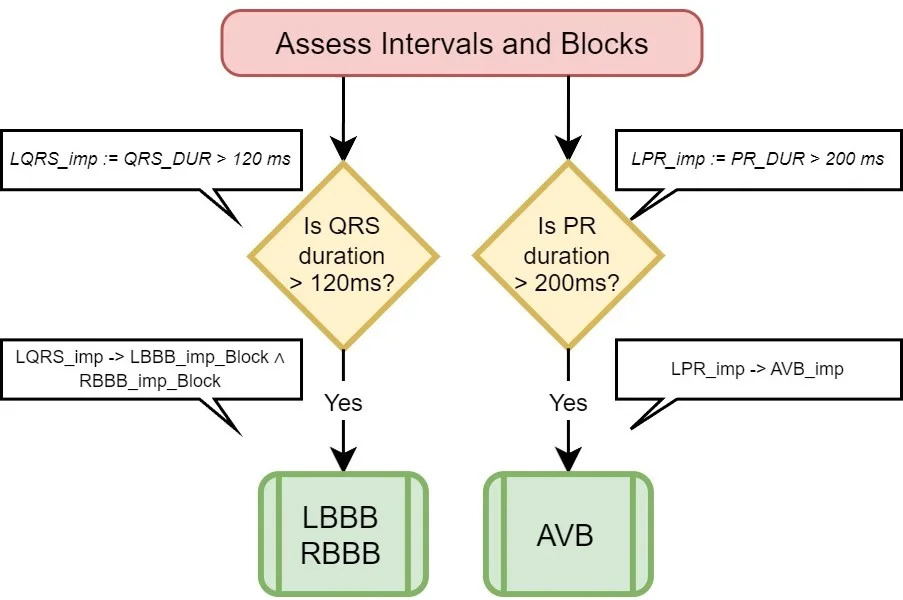 Assess Intervals and Blocks
LQRS_imp := QRS_DUR > 120 ms
LPR_imp := PR_DUR > 200 ms
Is QRS
duration
> 120ms?
Is PR
duration
> 200ms?
LQRS_imp -> LBBB_imp_Block ∧
RBBB_imp_Block
LPR_imp -> AVB_imp
Yes
Yes
LBBB
RBBB
AVB